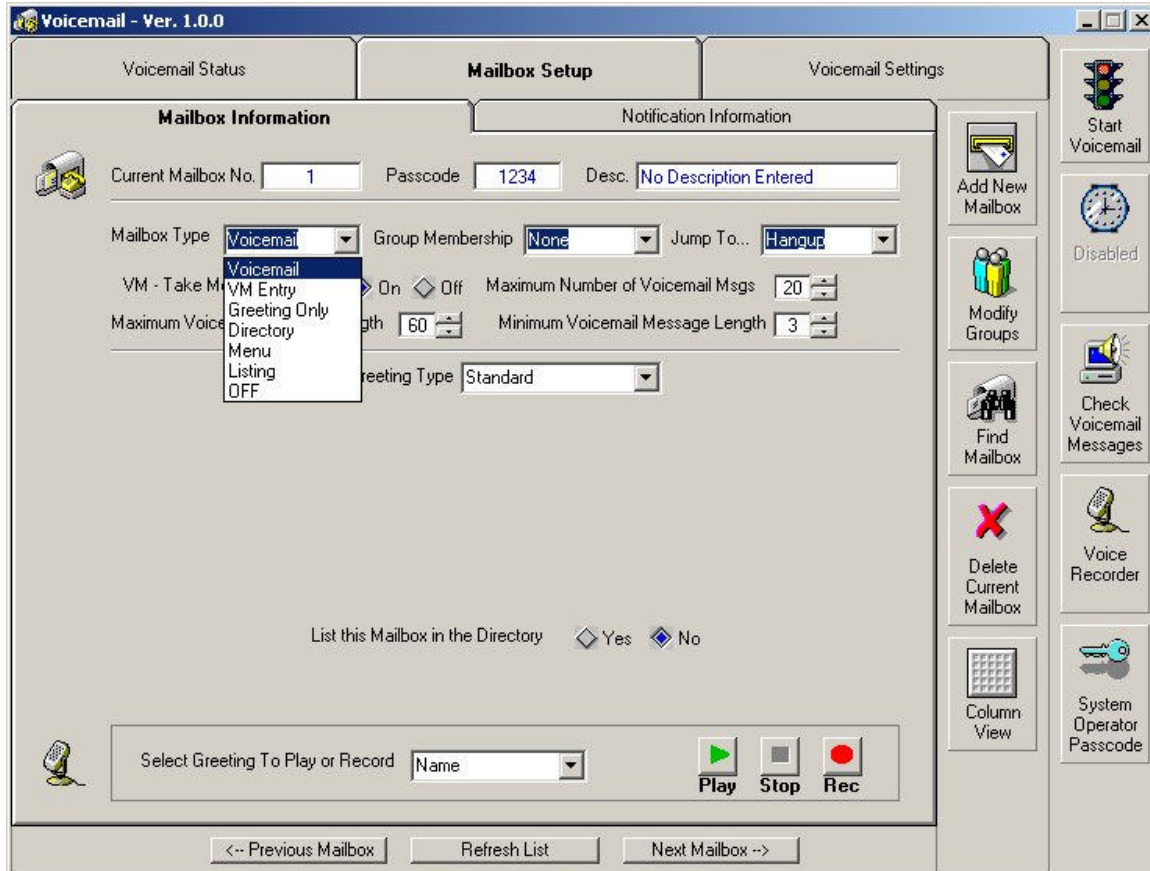 Voicemail - Ver. 1.0.0
Voicemail Status
Mailbox Setup
Voicemail Settings
Mailbox Information
Notification Information
Current Mailbox No. 1 Passcode 1234 Desc. No Description Entered
Mailbox Type Voicemail Group Membership None Jump To... Hangup
Voicemail
VM Entry
Greeting Only
Directory
Menu
Listing
OFF
VM - Take M On Off Maximum Number of Voicemail Msgs 20
Maximum Voice gth 60 Minimum Voicemail Message Length 3
reeting Type Standard
List this Mailbox in the Directory Yes No
Select Greeting To Play or Record Name
Play Stop Rec
<-- Previous Mailbox Refresh List Next Mailbox -->
Add New
Mailbox
Modify
Groups
Find
Mailbox
Delete
Current
Mailbox
Column
View
Start
Voicemail
Disabled
Check
Voicemail
Messages
Voice
Recorder
System
Operator
Passcode